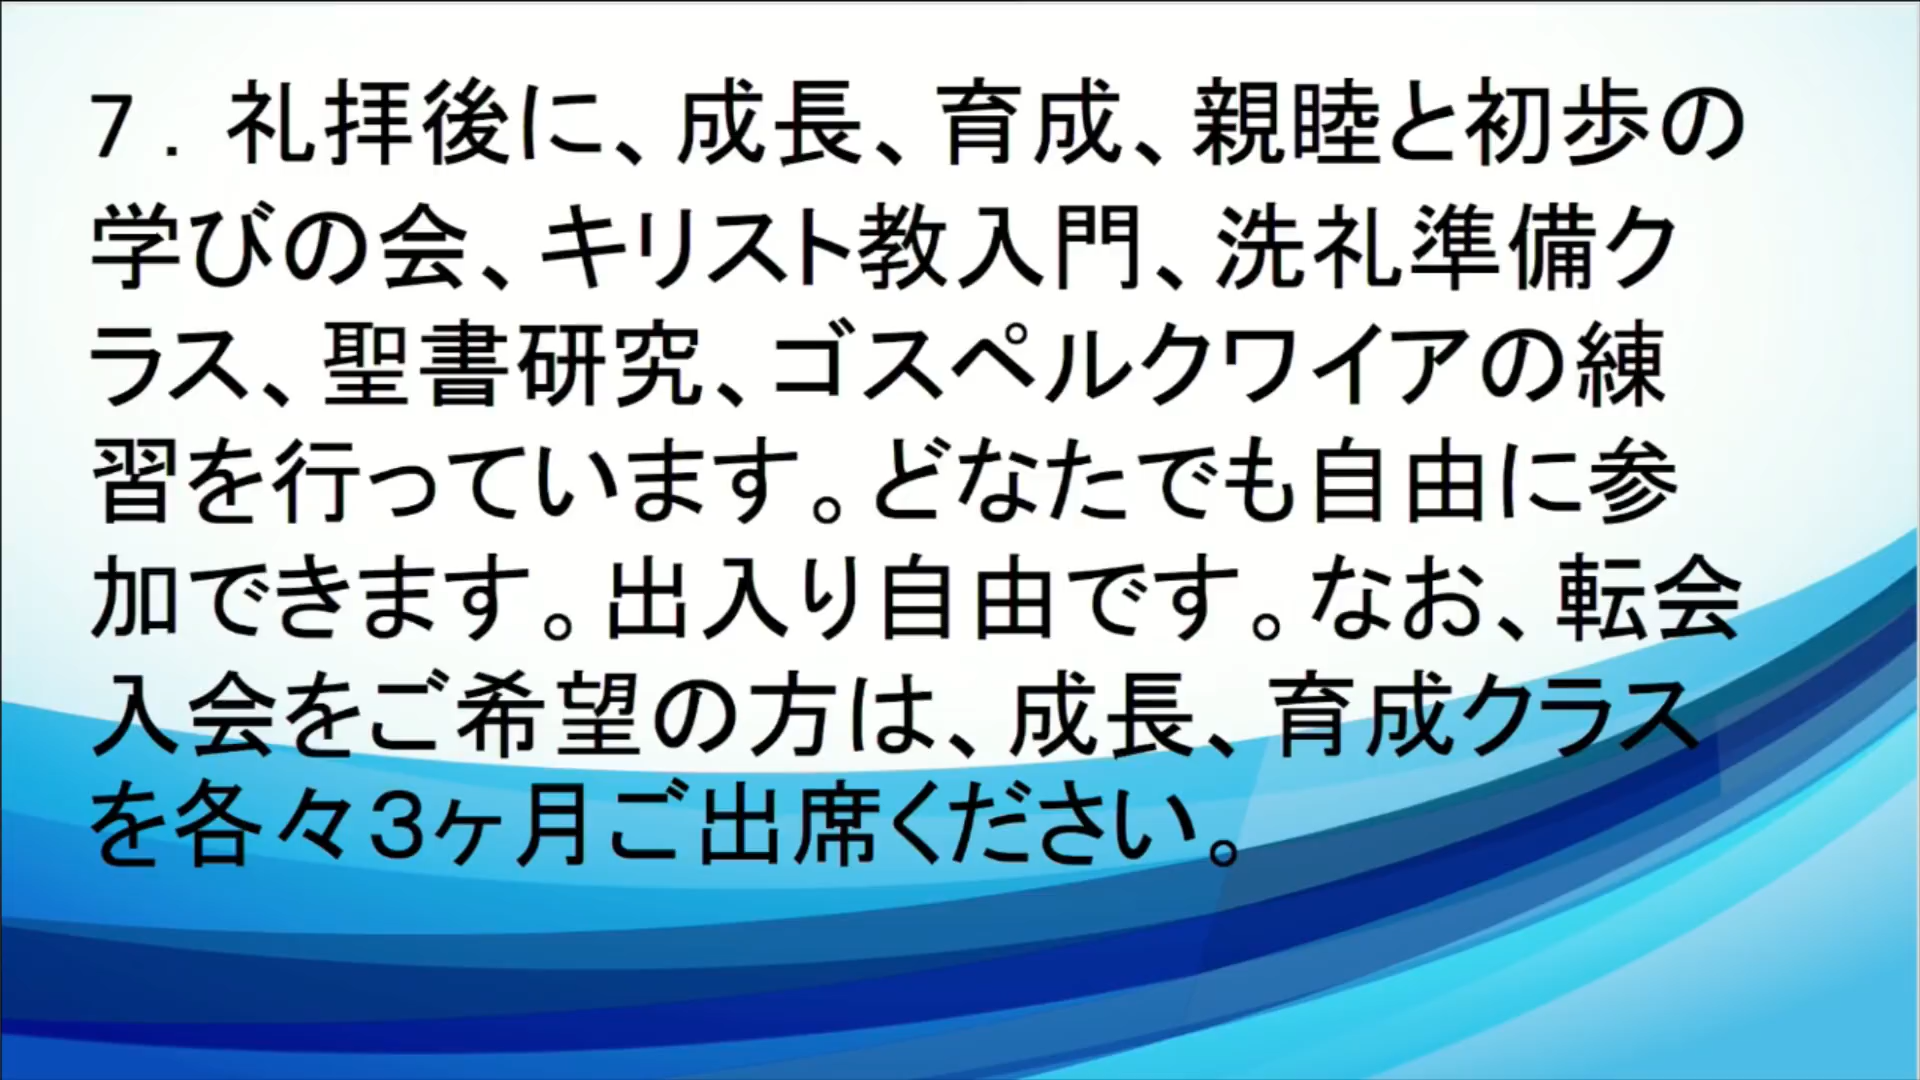 7．礼拝後に、成長、育成、親睦と初歩の
学びの会、キリスト教入門、洗礼準備ク
ラス、聖書研究、ゴスペルクワイアの練
習を行っています。どなたでも自由に参
加できます。出入り自由です。なお、転会
入会をご希望の方は、成長、育成クラス
を各々３ヶ月ご出席ください。